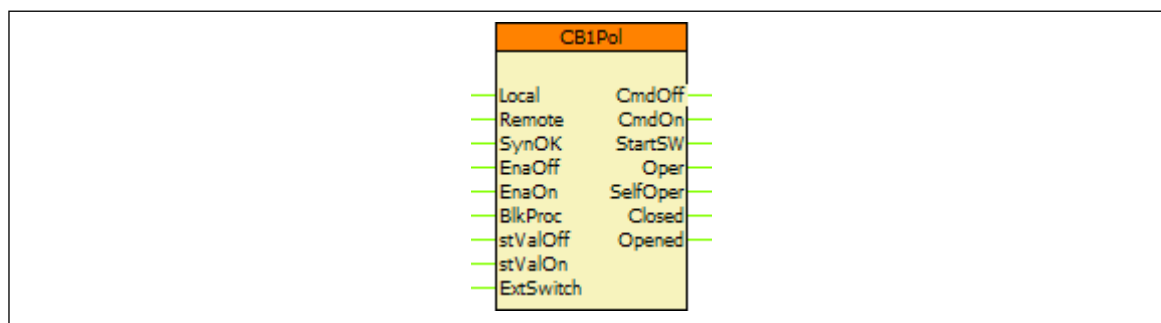 CB1Pol
Local CmdOff
Remote CmdOn
SynOK StartSW
EnaOff Oper
EnaOn SelfOper
BlkProc Closed
stValOff Opened
stValOn
ExtSwitch